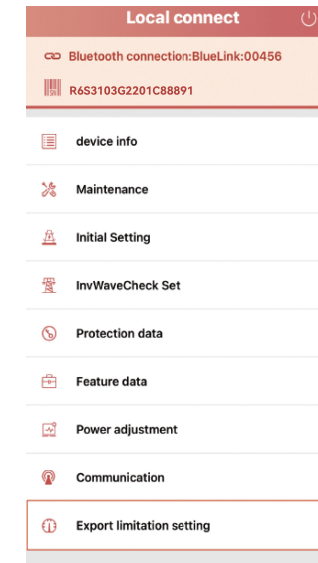 Local connect
Bluetooth connection:BlueLink:00456
R6S3103G2201C88891
device info
Maintenance
Initial Setting
InvWaveCheck Set
Protection data
Feature data
Power adjustment
Communication
Export limitation setting